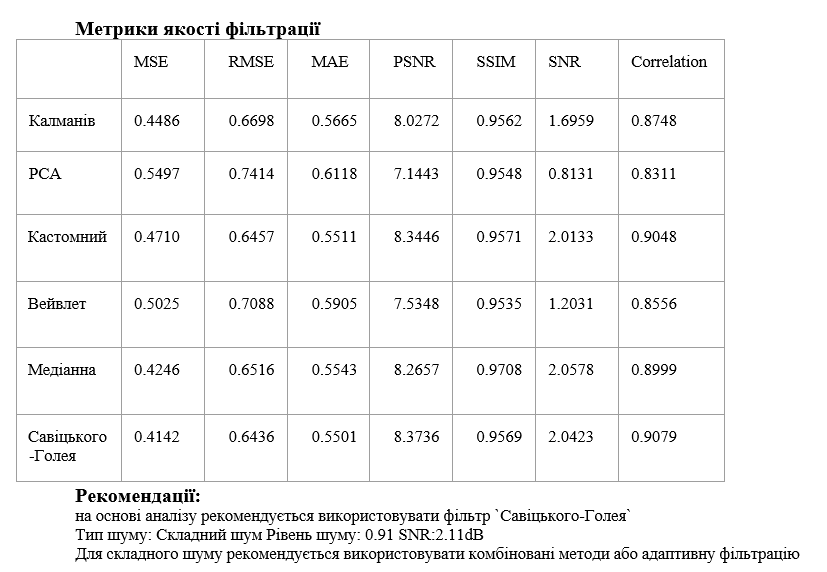 Метрики якості фільтрації
MSE RMSE MAE PSNR SSIM SNR Correlation
Калманів 0.4486 0.6698 0.5665 8.0272 0.9562 1.6959 0.8748
PCA 0.5497 0.7414 0.6118 7.1443 0.9548 0.8131 0.8311
Кастомний 0.4710 0.6457 0.5511 8.3446 0.9571 2.0133 0.9048
Вейвлет 0.5025 0.7088 0.5905 7.5348 0.9535 1.2031 0.8556
Медіанна 0.4246 0.6516 0.5543 8.2657 0.9708 2.0578 0.8999
Савіцького 0.4142 0.6436 0.5501 8.3736 0.9569 2.0423 0.9079
-Голея
Рекомендації:
на основі аналізу рекомендується використовувати фільтр `Савіцького-Голея`
Тип шуму: Складний шум Рівень шуму: 0.91 SNR:2.11dB
Для складного шуму рекомендується використовувати комбіновані методи або адаптивну фільтрацію